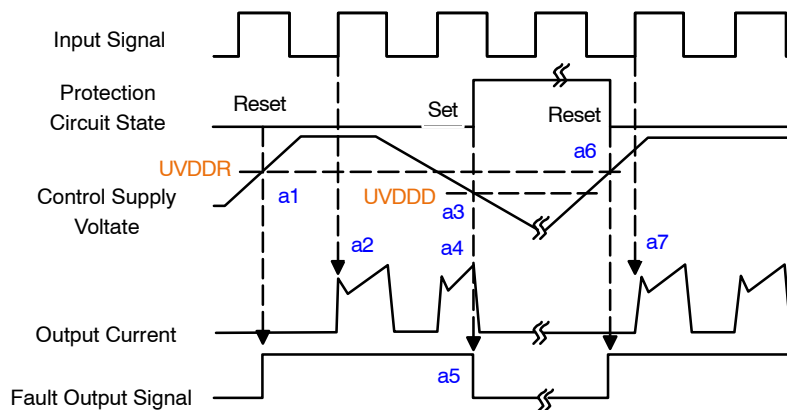 Input Signal
Protection
Circuit State
Reset
Set
Reset
a6
UVDDR
a1
UVDDD
a3
Control Supply
Voltate
a2
a4
a7
Output Current
a5
Fault Output Signal